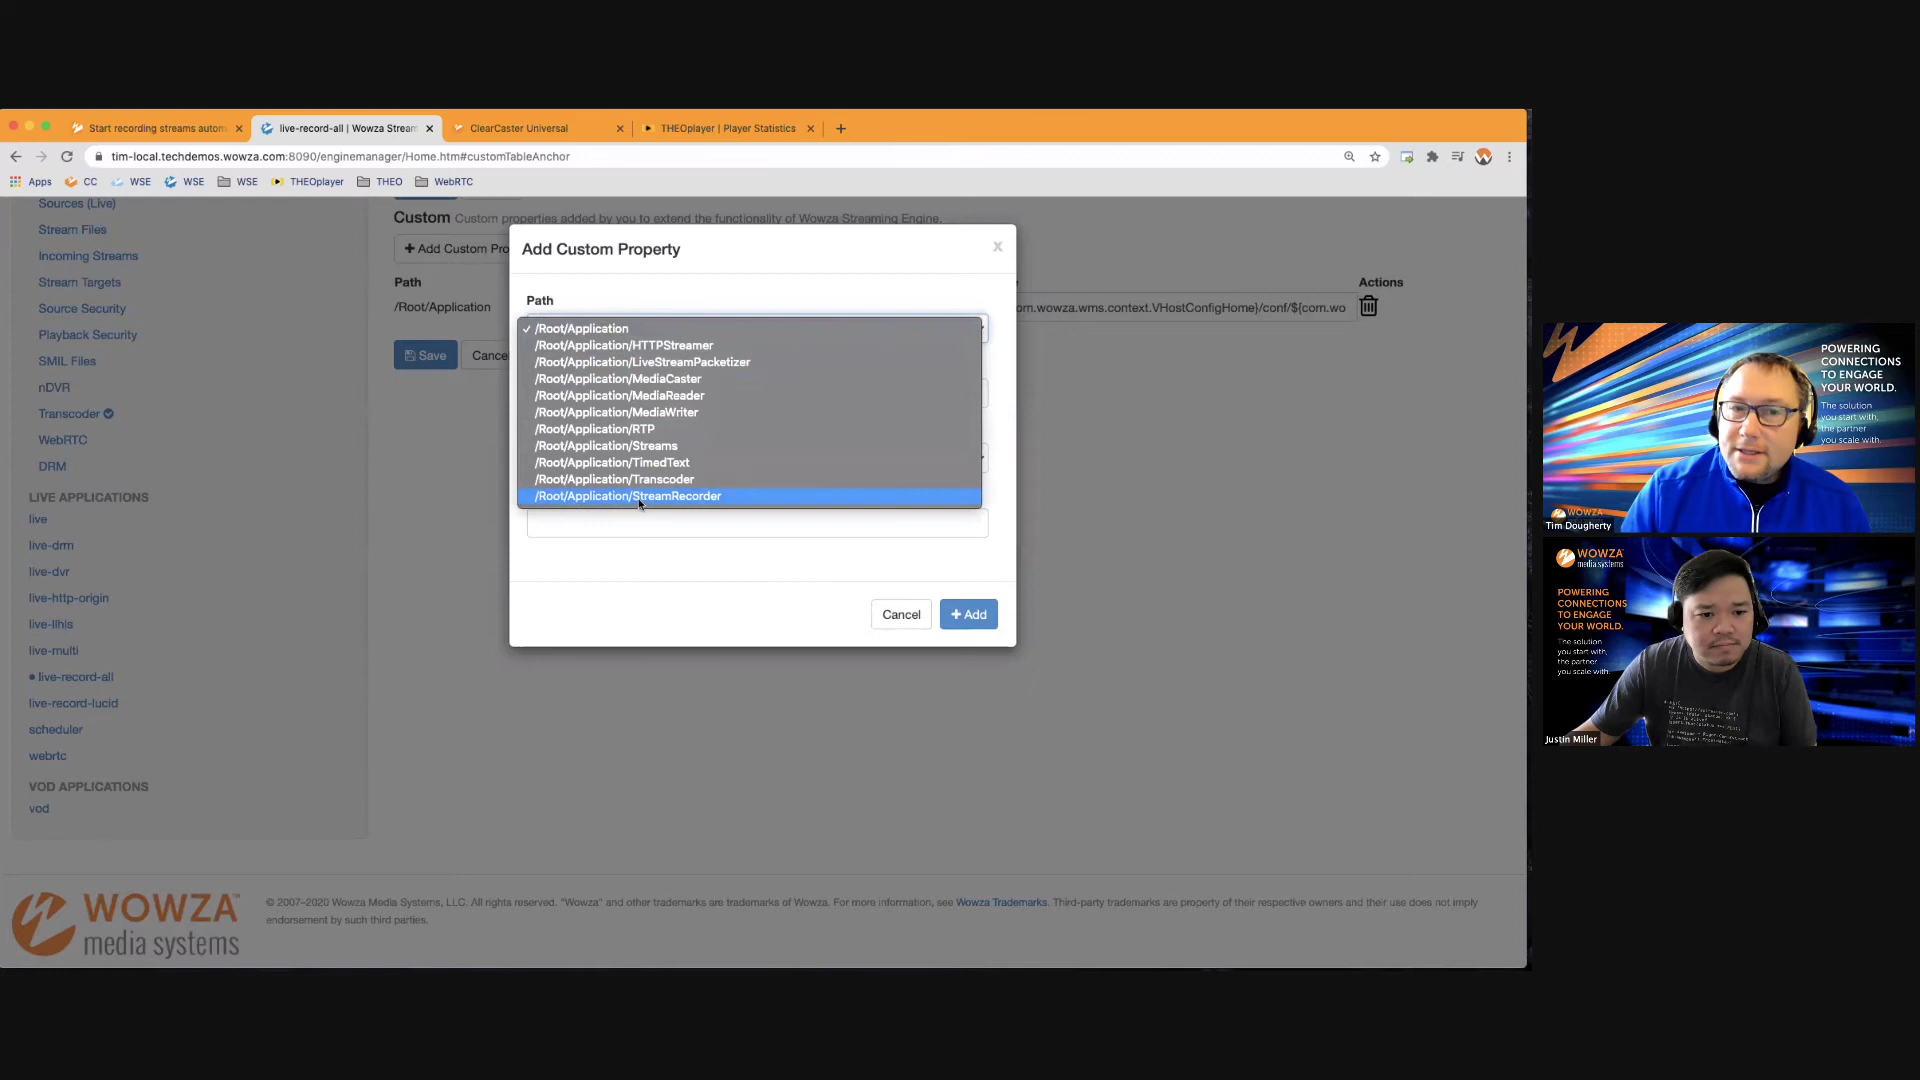 Start recording streams autom
live-record-all | Wowza Stream
ClearCaster Universal
THEOplayer | Player Statistics
tim-local.techdemos.wowza.com:8090/enginemanager/Home.htm#customTableAnchor
Apps CC WSE WSE WSE THEOplayer THEO WebRTC
Sources (Live)
Stream Files
Incoming Streams
Stream Targets
Source Security
Playback Security
SMIL Files
nDVR
Transcoder
WebRTC
DRM
LIVE APPLICATIONS
live
live-drm
live-dvr
live-http-origin
live-llhls
live-multi
live-record-all
live-record-lucid
scheduler
webrtc
VOD APPLICATIONS
vod
Custom Custom properties added by you to extend the functionality of Wowza Streaming Engine.
+ Add Custom Pro
Path
Actions
/Root/Application
om.wowza.wms.context.VHostConfigHome}/conf/${com.wo
Save
Cance
Add Custom Property
x
Path
✓ /Root/Application
/Root/Application/HTTPStreamer
/Root/Application/LiveStreamPacketizer
/Root/Application/MediaCaster
/Root/Application/MediaReader
/Root/Application/MediaWriter
/Root/Application/RTP
/Root/Application/Streams
/Root/Application/TimedText
/Root/Application/Transcoder
/Root/Application/StreamRecorder
Cancel
+ Add
WOWZA
media systems
© 2007–2020 Wowza Media Systems, LLC. All rights reserved. "Wowza" and other trademarks are trademarks of Wowza. For more information, see Wowza Trademarks. Third-party trademarks are property of their respective owners and their use does not imply
endorsement by such third parties.
POWERING
CONNECTIONS
TO ENGAGE
YOUR WORLD.
The solution
you start with,
the partner
you scale with.
WOWZA
Tim Dougherty
WOWZA
media systems
POWERING
CONNECTIONS
TO ENGAGE
YOUR WORLD.
The solution
you start with,
the partner
you scale with.
Justin Miller